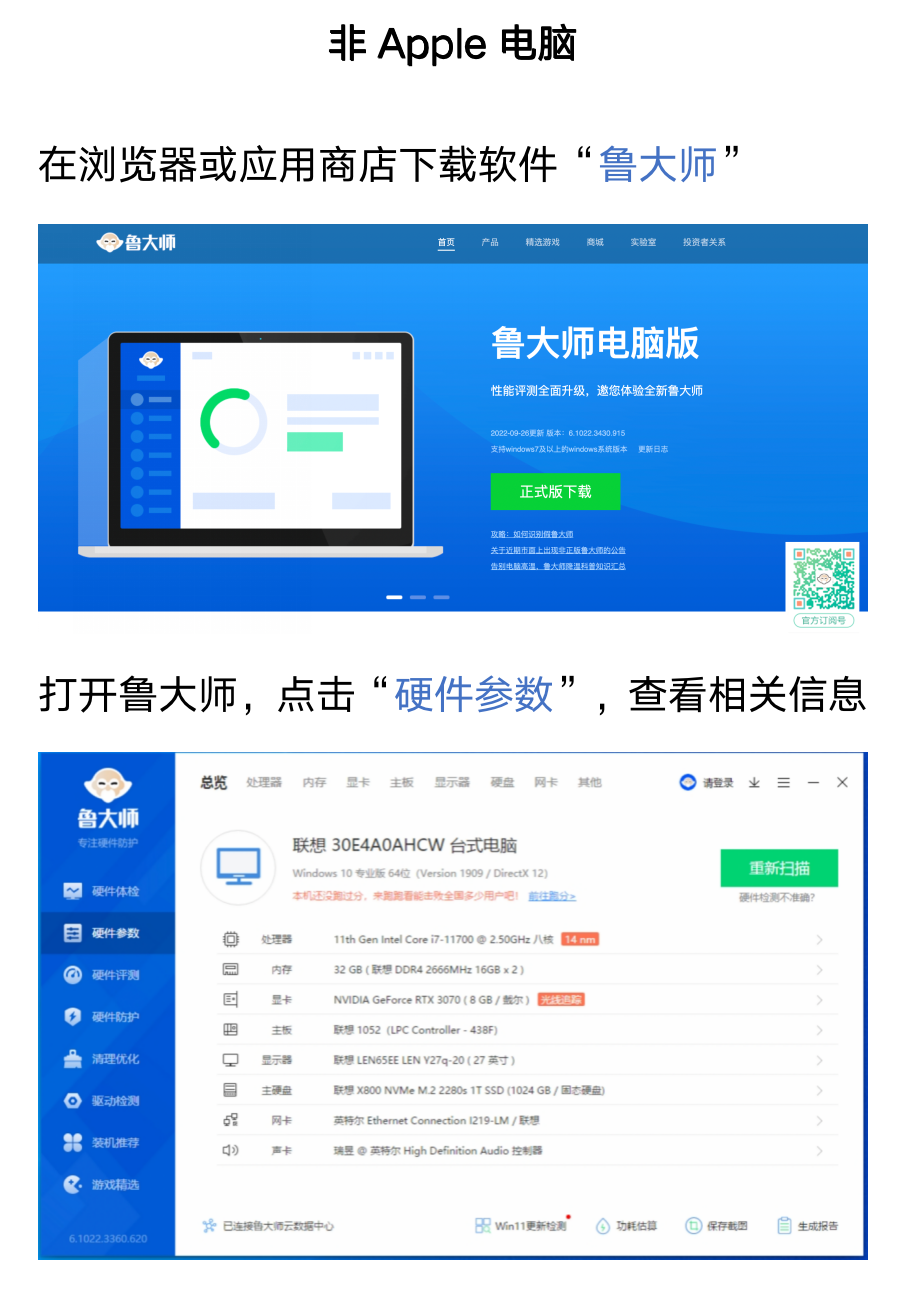 非 Apple 电脑
在浏览器或应用商店下载软件“鲁大师”
鲁大师 首页 产品 精选游戏 商城 实验室 投资者关系
鲁大师电脑版
性能评测全面升级，邀您体验全新鲁大师
2022-09-26更新 版本：6.1022.3430.915
支持windows7及以上的windows系统版本 更新日志
正式版下载
攻略：如何识别假鲁大师
关于近期市面上出现非正版鲁大师的公告
告别电脑高温，鲁大师降温科普知识汇总
官方订阅号
打开鲁大师，点击“硬件参数”，查看相关信息
鲁大师
专注硬件防护
硬件体检
硬件参数
硬件评测
硬件防护
清理优化
驱动检测
装机推荐
游戏精选
6.1022.3360.620
总览 处理器 内存 显卡 主板 显示器 硬盘 网卡 其他 请登录
联想 30E4A0AHCW 台式电脑
Windows 10 专业版 64位（Version 1909 / DirectX 12）
本机还没跑过分，来跑跑看能击败全国多少用户吧！ 前往跑分>
重新扫描
硬件检测不准确?
处理器 11th Gen Intel Core i7-11700 @ 2.50GHz 八核 14 nm
内存 32 GB ( 联想 DDR4 2666MHz 16GB x 2 )
显卡 NVIDIA GeForce RTX 3070 ( 8 GB / 戴尔 ) 光线追踪
主板 联想 1052（LPC Controller - 438F）
显示器 联想 LEN65EE LEN Y27q-20 ( 27 英寸 )
主硬盘 联想 X800 NVMe M.2 2280s 1T SSD (1024 GB / 固态硬盘)
网卡 英特尔 Ethernet Connection I219-LM / 联想
声卡 瑞昱 @ 英特尔 High Definition Audio 控制器
已连接鲁大师云数据中心 Win11更新检测 功耗估算 保存截图 生成报告